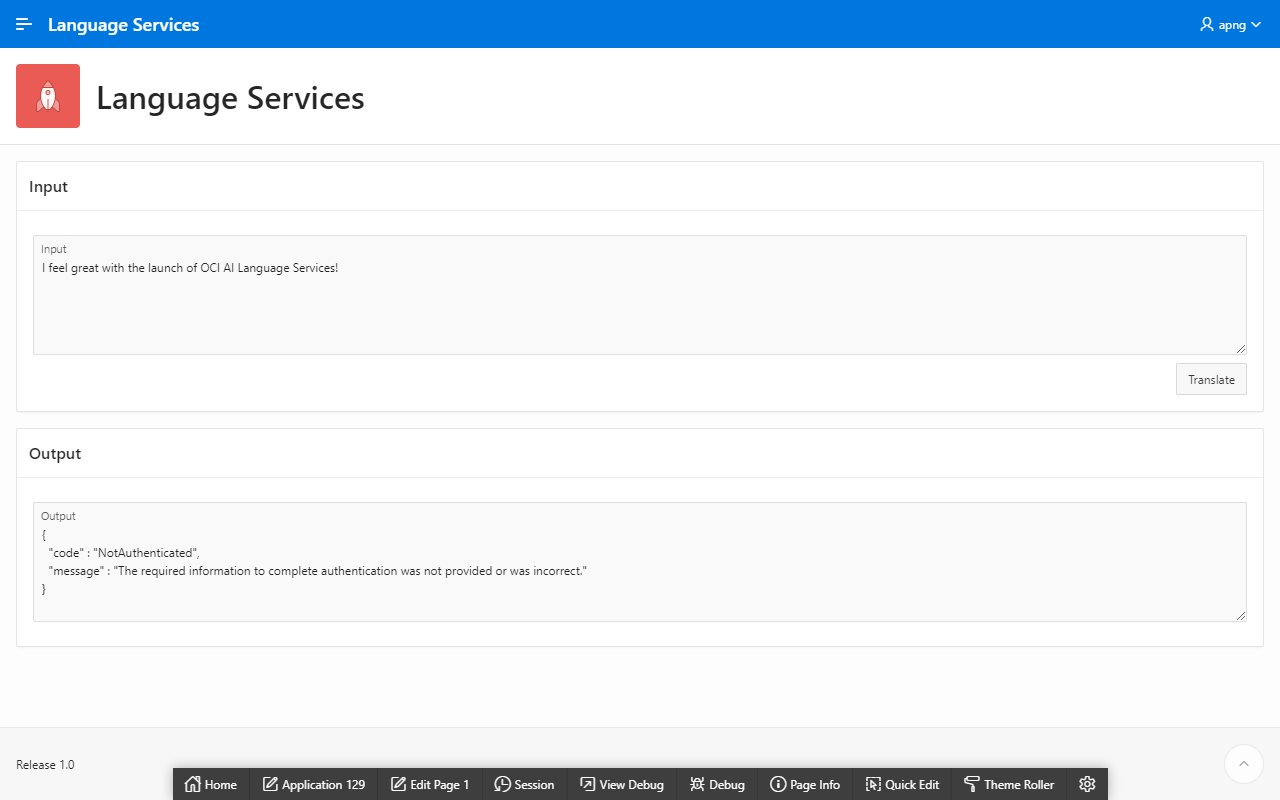 Language Services
apng
Language Services
Input
Input
I feel great with the launch of OCI AI Language Services!
Translate
Output
Output
{
"code" : "NotAuthenticated",
"message" : "The required information to complete authentication was not provided or was incorrect."
}
Release 1.0
Home
Application 129
Edit Page 1
Session
View Debug
Debug
Page Info
Quick Edit
Theme Roller